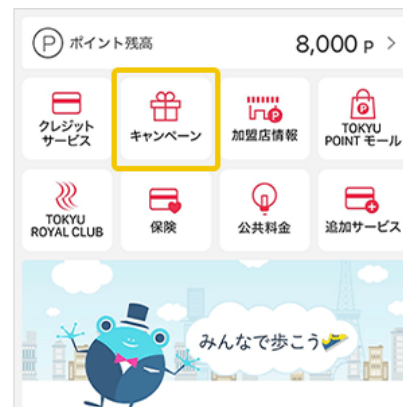 P ポイント残高 8,000 P >
クレジット
サービス
キャンペーン
P
加盟店情報
P
TOKYU
POINT モール
TOKYU
ROYAL CLUB
保険
P
公共料金
追加サービス
みんなで歩こう